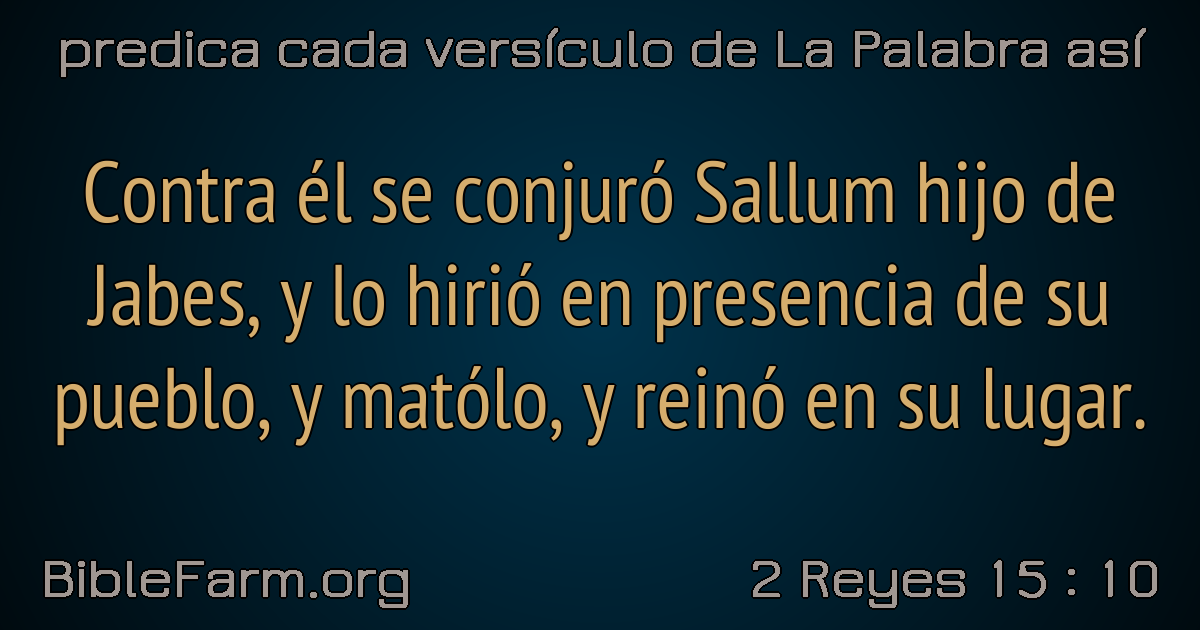 predica cada versículo de La Palabra así
Contra él se conjuró Sallum hijo de
Jabes, y lo hirió en presencia de su
pueblo, y matólo, y reinó en su lugar.
BibleFarm.org
2 Reyes 15 : 10